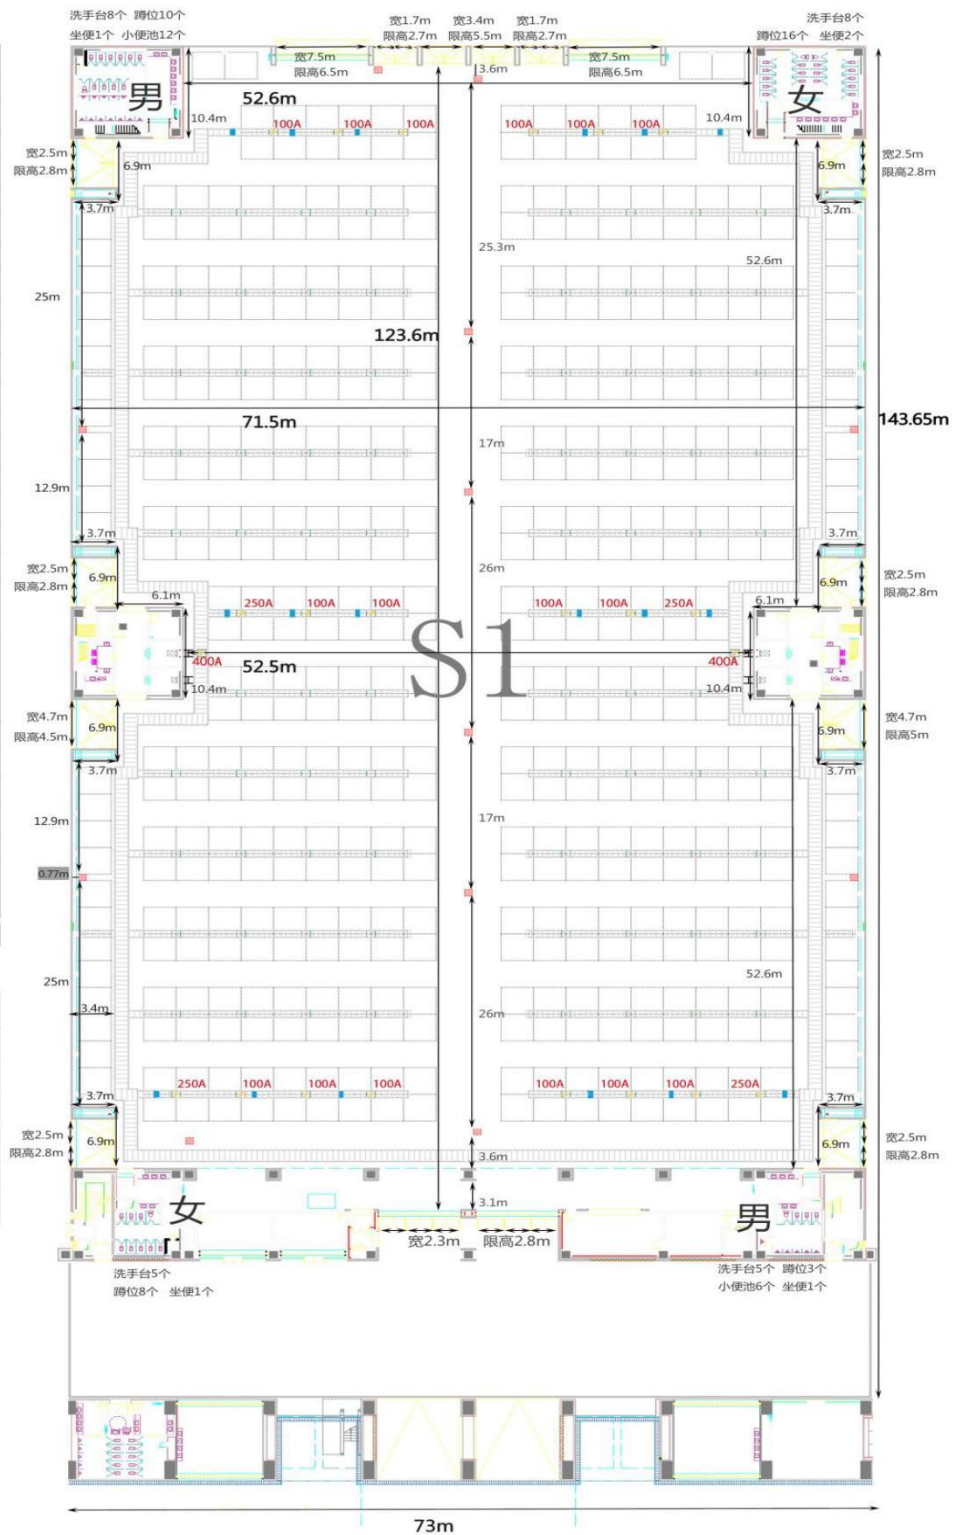 洗手台8个 蹲位10个
坐便1个 小便池12个
宽1.7m 宽3.4m 宽1.7m
限高2.7m 限高5.5m 限高2.7m
洗手台8个
蹲位16个 坐便2个
宽7.5m
限高6.5m
3.6m
宽7.5m
限高6.5m
男
52.6m
女
10.4m
100A 100A 100A
100A 100A 100A
10.4m
宽2.5m
限高2.8m
6.9m
6.9m
宽2.5m
限高2.8m
3.7m
3.7m
25.3m
52.6m
25m
123.6m
71.5m
143.65m
17m
12.9m
3.7m
3.7m
宽2.5m
限高2.8m
6.9m
26m
6.9m
宽2.5m
限高2.8m
6.1m
250A 100A 100A
100A 100A 250A
6.1m
S1
400A
52.5m
400A
10.4m
10.4m
宽4.7m
限高4.5m
6.9m
6.9m
宽4.7m
限高5m
3.7m
3.7m
12.9m
17m
0.77m
25m
52.6m
3.4m
26m
250A 100A 100A 100A
100A 100A 100A 250A
3.7m
3.7m
宽2.5m
限高2.8m
6.9m
6.9m
宽2.5m
限高2.8m
3.6m
3.1m
女
男
宽2.3m 限高2.8m
洗手台5个
蹲位8个 坐便1个
洗手台5个 蹲位3个
小便池6个 坐便1个
73m